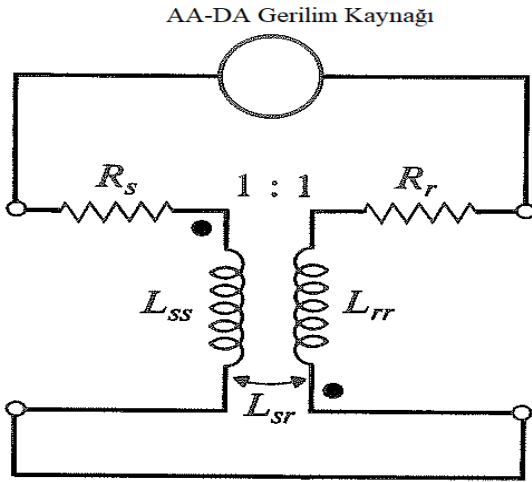 AA-DA Gerilim Kaynağı
R_s 1 : 1 R_r
L_ss L_rr
L_sr